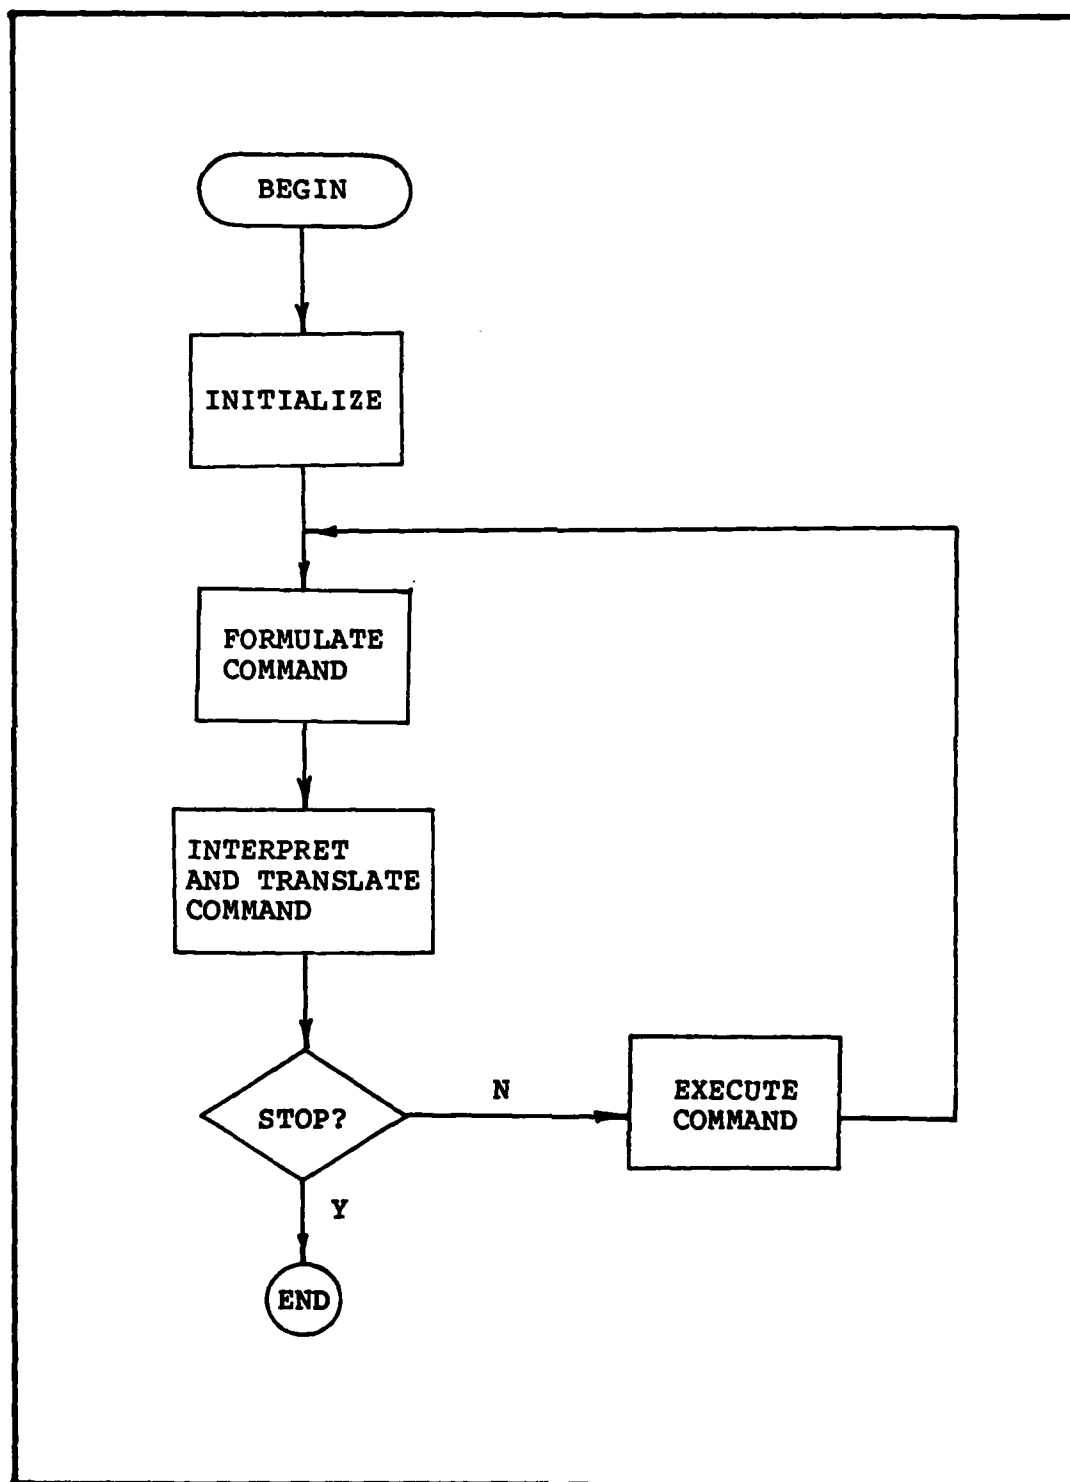 BEGIN
INITIALIZE
FORMULATE
COMMAND
INTERPRET
AND TRANSLATE
COMMAND
STOP?
N
EXECUTE
COMMAND
Y
END